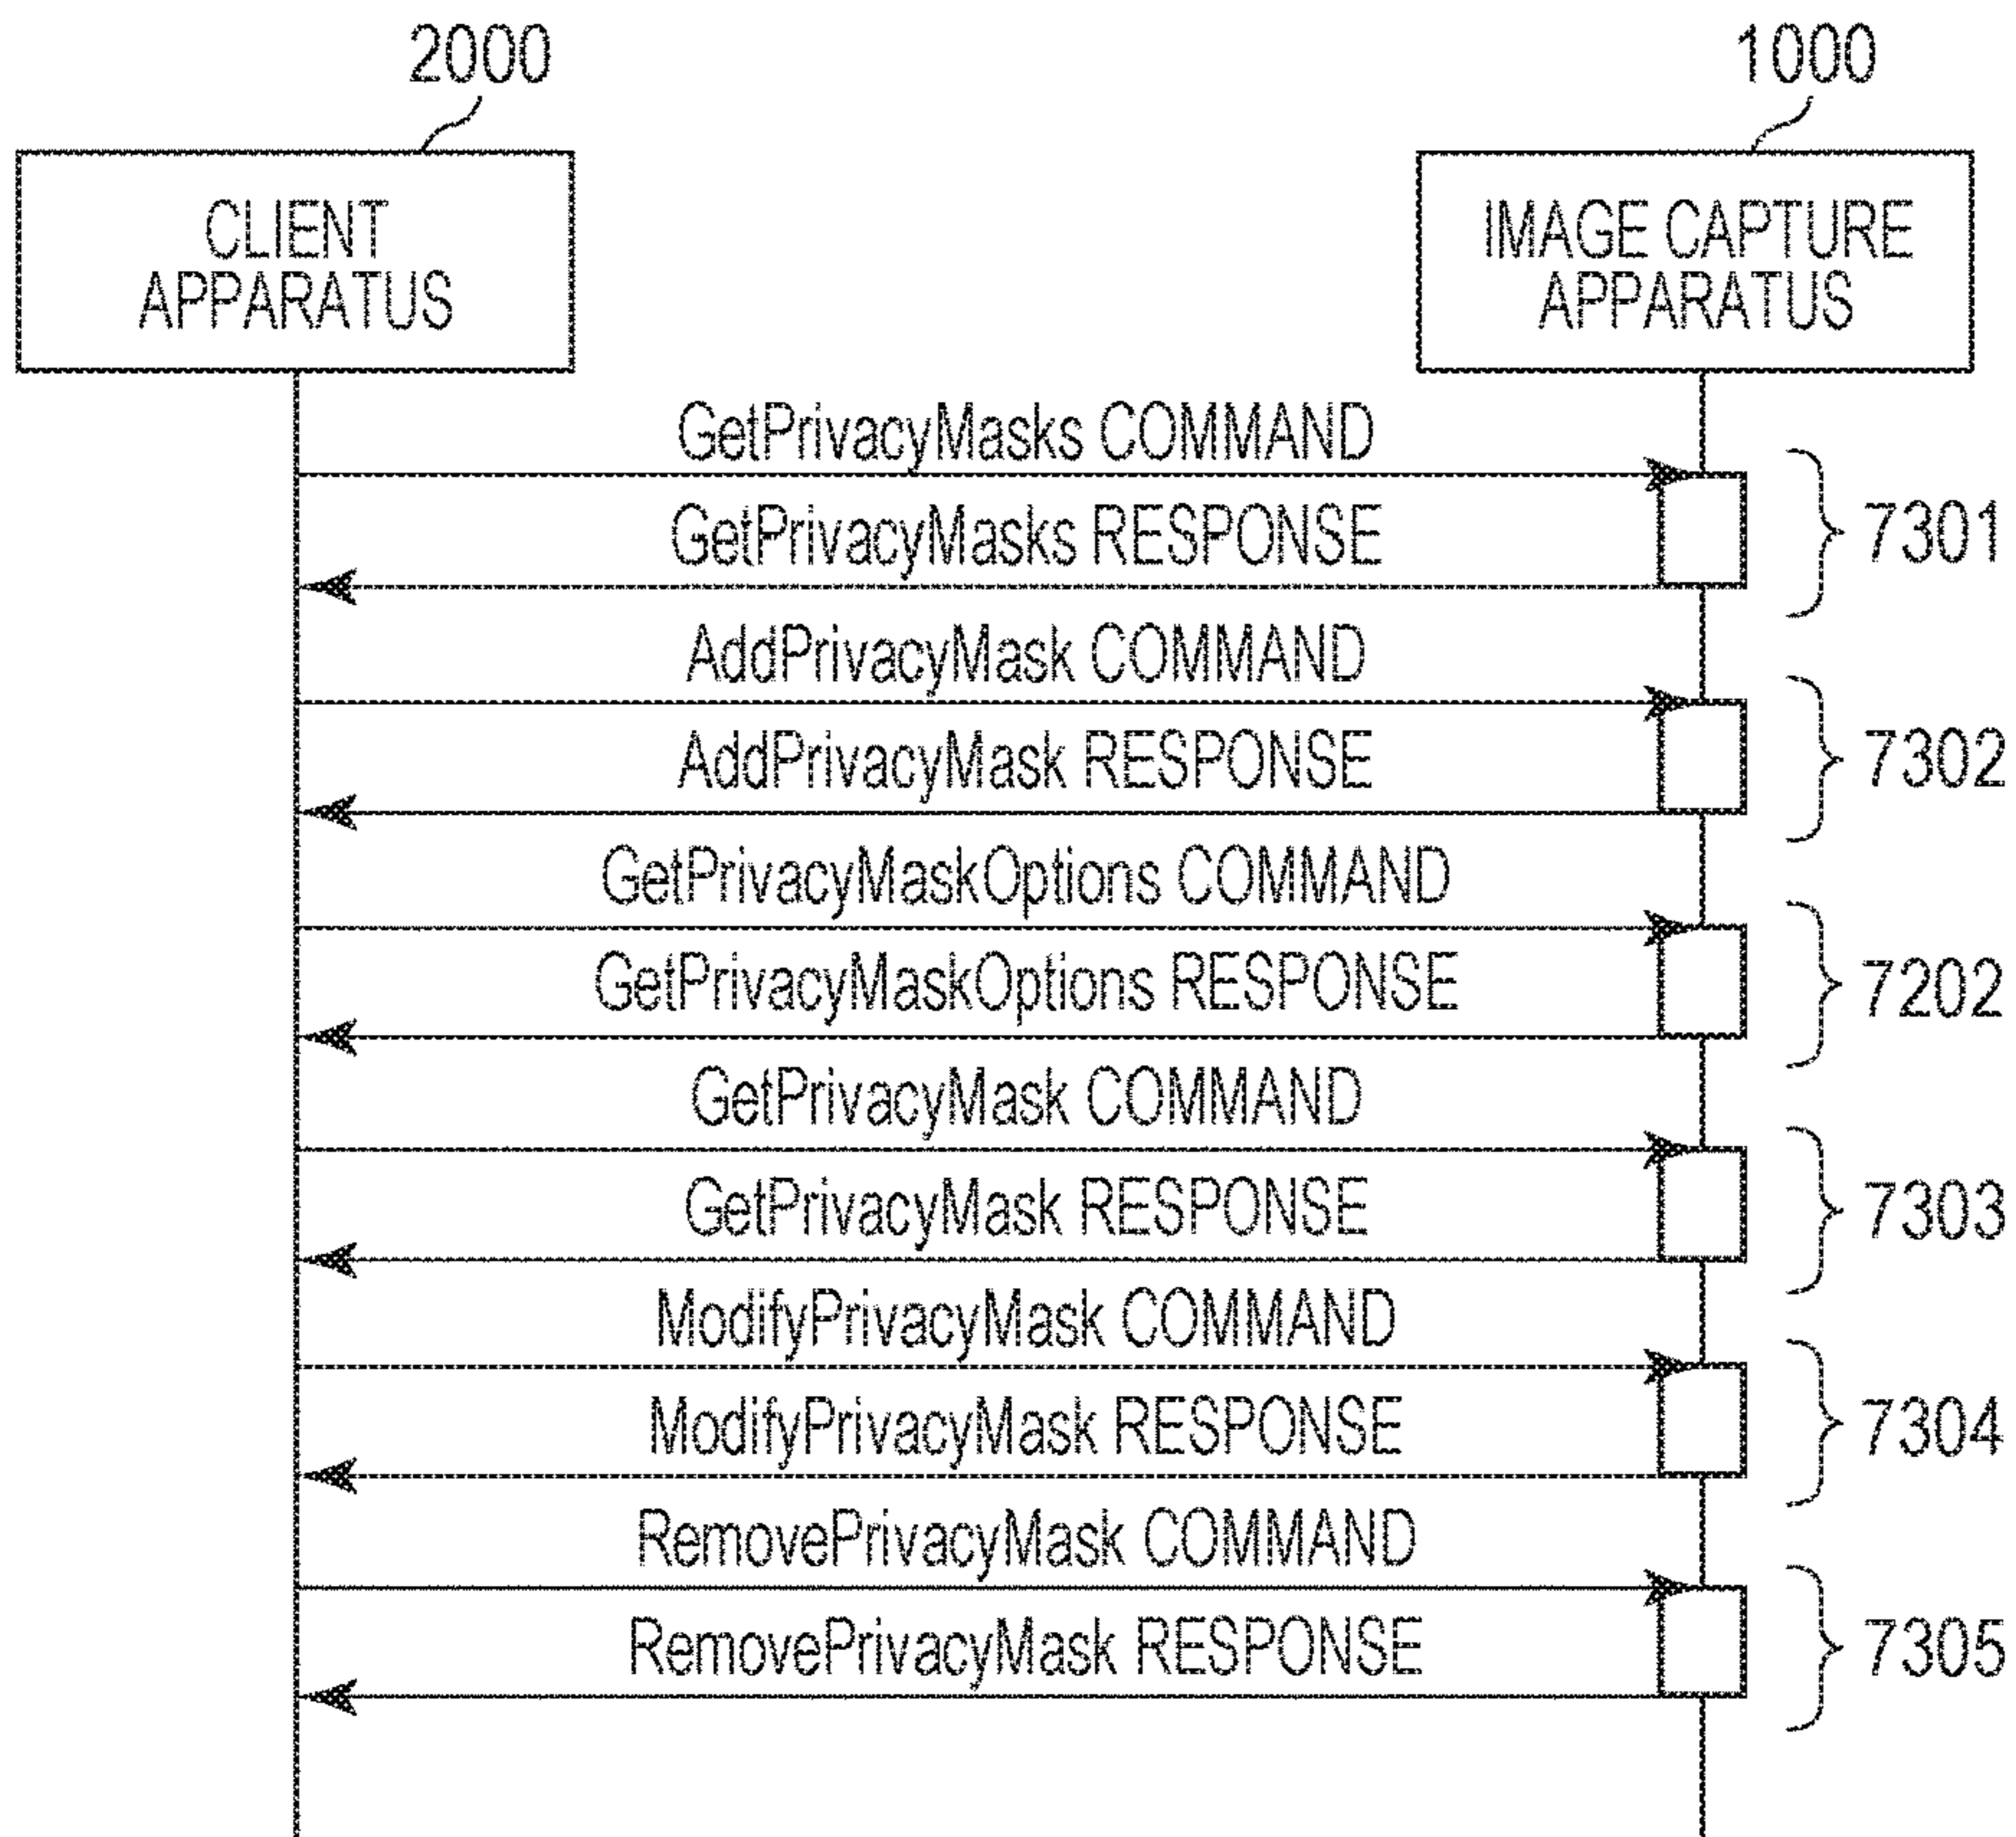 2000
1000
CLIENT
APPARATUS
IMAGE CAPTURE
APPARATUS
GetPrivacyMasks COMMAND
GetPrivacyMasks RESPONSE
7301
AddPrivacyMask COMMAND
AddPrivacyMask RESPONSE
7302
GetPrivacyMaskOptions COMMAND
GetPrivacyMaskOptions RESPONSE
7202
GetPrivacyMask COMMAND
GetPrivacyMask RESPONSE
7303
ModifyPrivacyMask COMMAND
ModifyPrivacyMask RESPONSE
7304
RemovePrivacyMask COMMAND
RemovePrivacyMask RESPONSE
7305